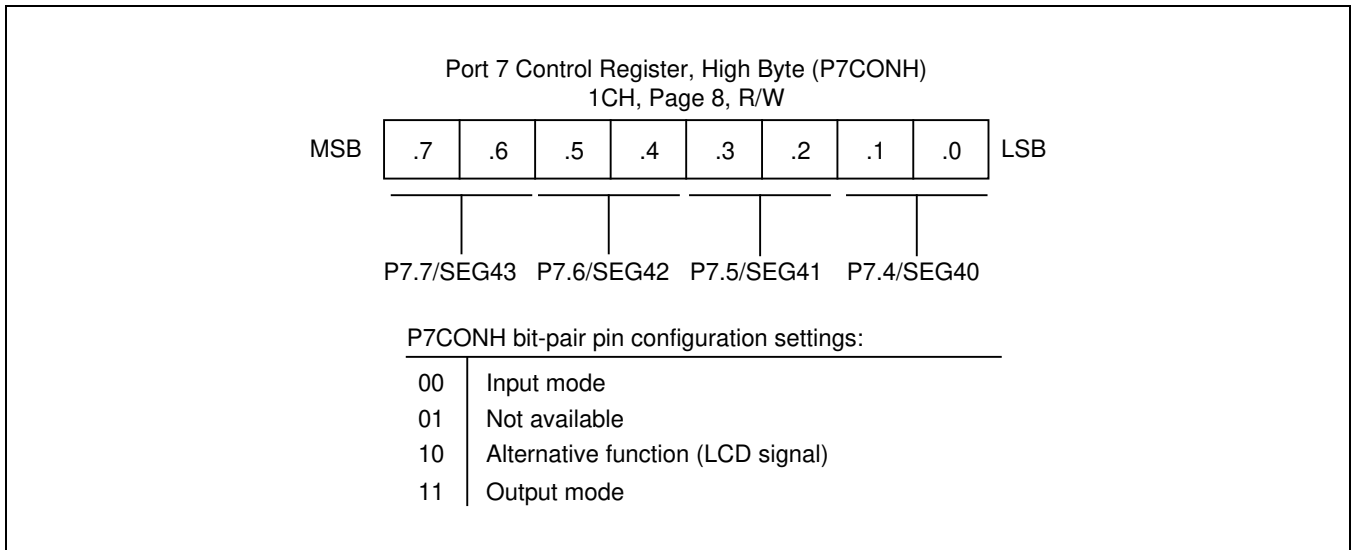 Port 7 Control Register, High Byte (P7CONH)
1CH, Page 8, R/W
MSB .7 .6 .5 .4 .3 .2 .1 .0 LSB
P7.7/SEG43 P7.6/SEG42 P7.5/SEG41 P7.4/SEG40
P7CONH bit-pair pin configuration settings:
00 Input mode
01 Not available
10 Alternative function (LCD signal)
11 Output mode